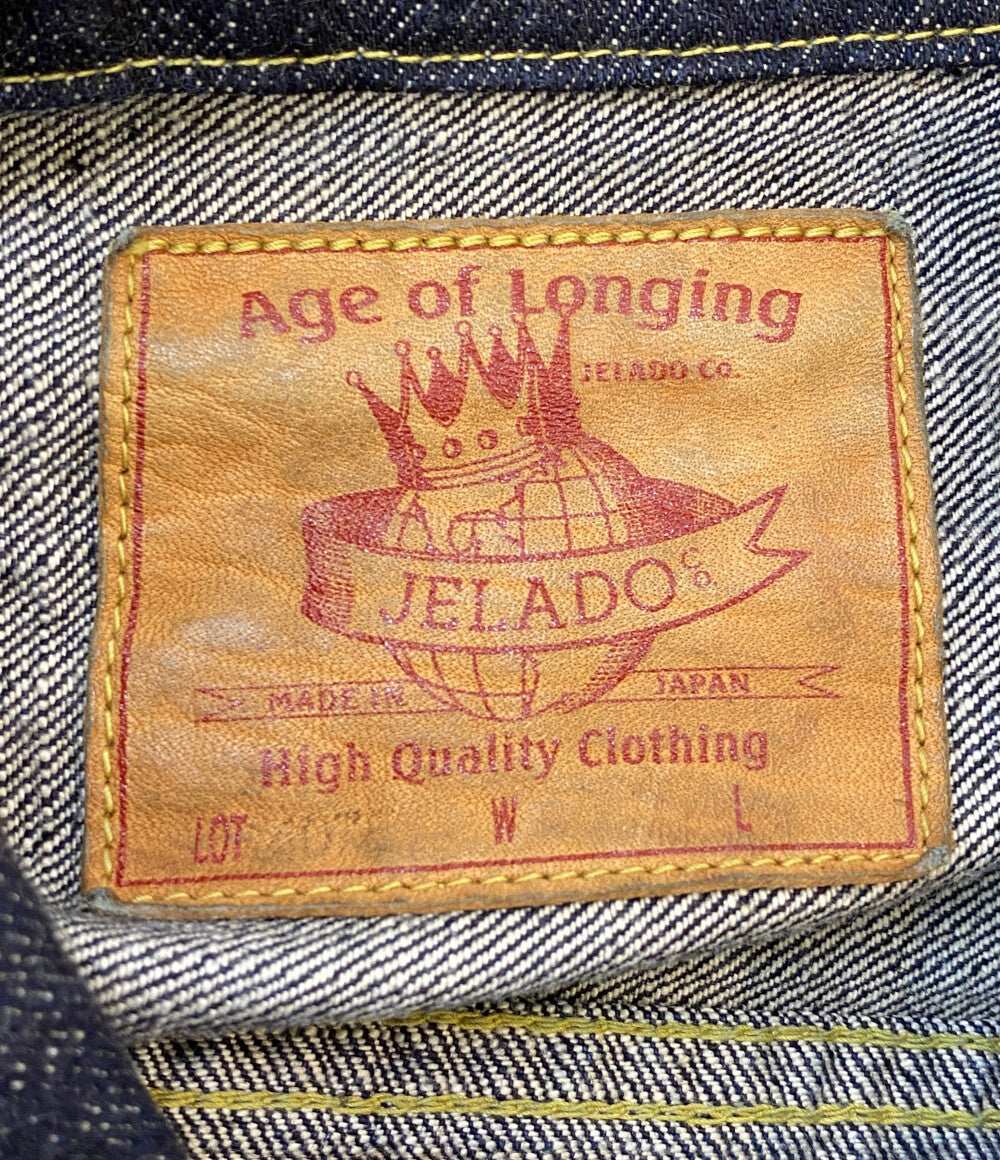 Age of Longing
JELADO CO.
JELADO CO
MADE IN JAPAN
High Quality Clothing
LOT W L